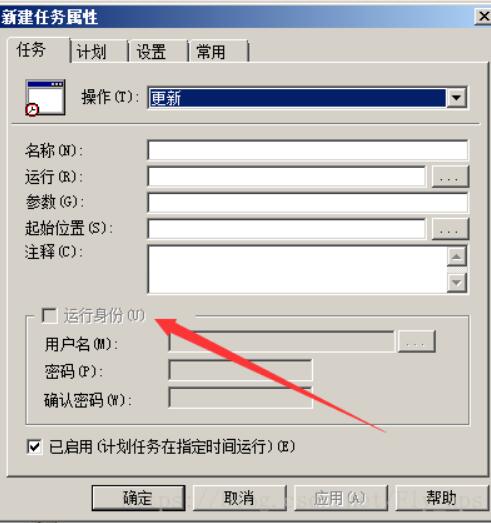 新建任务属性
任务 计划 设置 常用
操作(T): 更新
名称(N):
运行(R): ...
参数(G):
起始位置(S): ...
注释(C):
运行身份(U)
用户名(M): ...
密码(P):
确认密码(W):
已启用(计划任务在指定时间运行)(E)
确定 取消 应用(A) 帮助